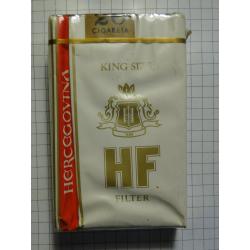 20
CIGARETA
KING SIZE
HERCEGOVINA
HF
FILTER